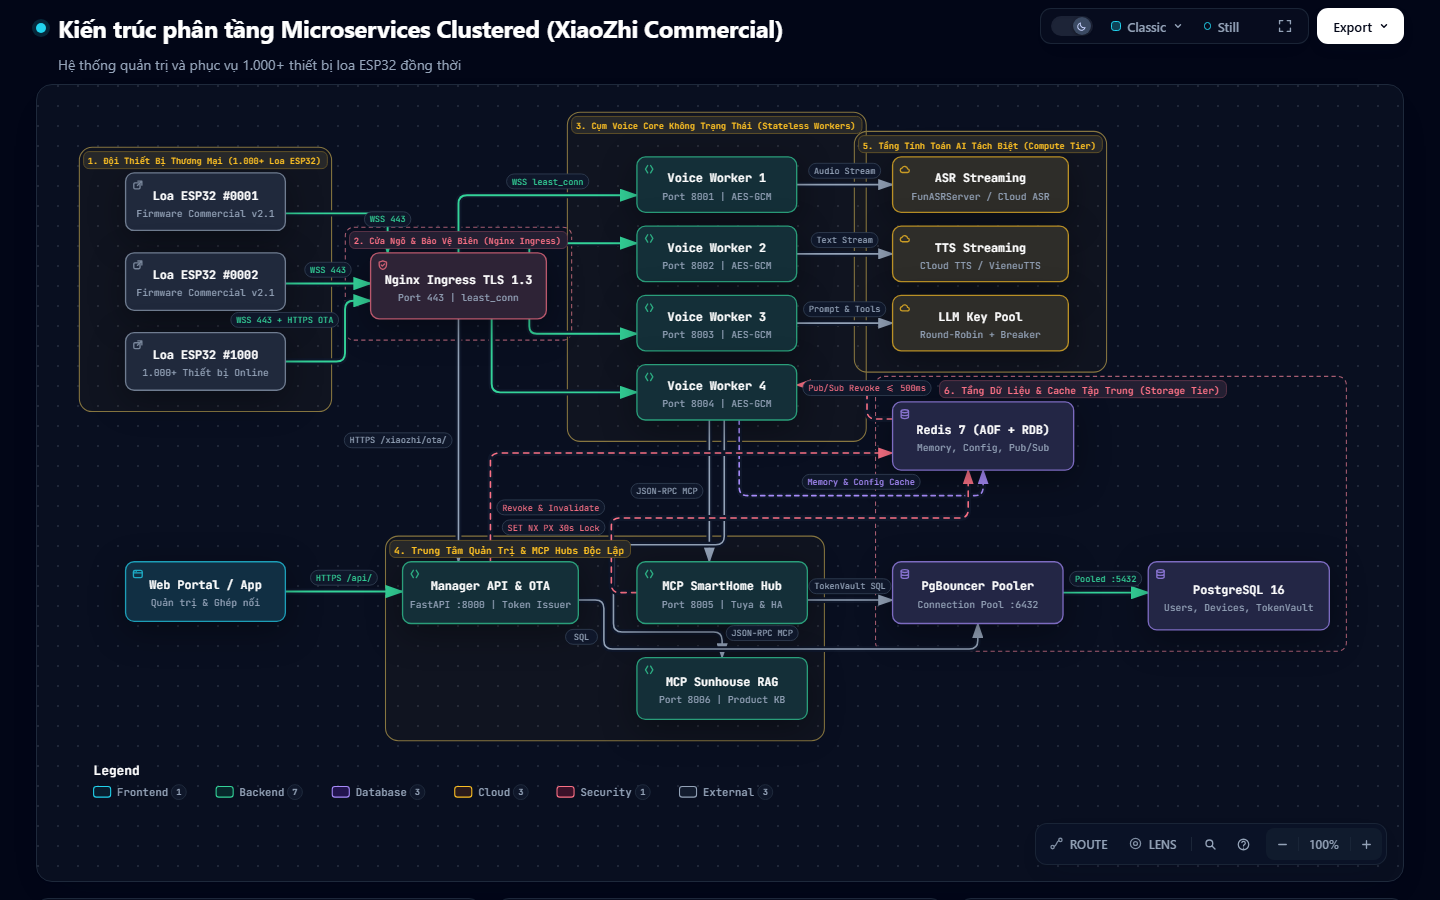 Kiến trúc phân tầng Microservices Clustered (XiaoZhi Commercial)
Hệ thống quản trị và phục vụ 1.000+ thiết bị loa ESP32 đồng thời
Classic
Still
Export
1. Đội Thiết Bị Thương Mại (1.000+ Loa ESP32)
Loa ESP32 #0001
Firmware Commercial v2.1
Loa ESP32 #0002
Firmware Commercial v2.1
Loa ESP32 #1000
1.000+ Thiết bị Online
WSS 443
WSS 443
WSS 443 + HTTPS OTA
2. Cửa Ngõ & Bảo Vệ Biên (Nginx Ingress)
Nginx Ingress TLS 1.3
Port 443 | least_conn
WSS least_conn
3. Cụm Voice Core Không Trạng Thái (Stateless Workers)
Voice Worker 1
Port 8001 | AES-GCM
Voice Worker 2
Port 8002 | AES-GCM
Voice Worker 3
Port 8003 | AES-GCM
Voice Worker 4
Port 8004 | AES-GCM
Audio Stream
Text Stream
Prompt & Tools
5. Tầng Tính Toán AI Tách Biệt (Compute Tier)
ASR Streaming
FunASRServer / Cloud ASR
TTS Streaming
Cloud TTS / VieneuTTS
LLM Key Pool
Round-Robin + Breaker
Pub/Sub Revoke ≤ 500ms
6. Tầng Dữ Liệu & Cache Tập Trung (Storage Tier)
Redis 7 (AOF + RDB)
Memory, Config, Pub/Sub
HTTPS /xiaozhi/ota/
JSON-RPC MCP
Memory & Config Cache
Revoke & Invalidate
SET NX PX 30s Lock
4. Trung Tâm Quản Trị & MCP Hubs Độc Lập
Web Portal / App
Quản trị & Ghép nối
HTTPS /api/
Manager API & OTA
FastAPI :8000 | Token Issuer
MCP SmartHome Hub
Port 8005 | Tuya & HA
TokenVault SQL
PgBouncer Pooler
Connection Pool :6432
Pooled :5432
PostgreSQL 16
Users, Devices, TokenVault
SQL
JSON-RPC MCP
MCP Sunhouse RAG
Port 8006 | Product KB
Legend
Frontend 1
Backend 7
Database 3
Cloud 3
Security 1
External 3
ROUTE
LENS
100%